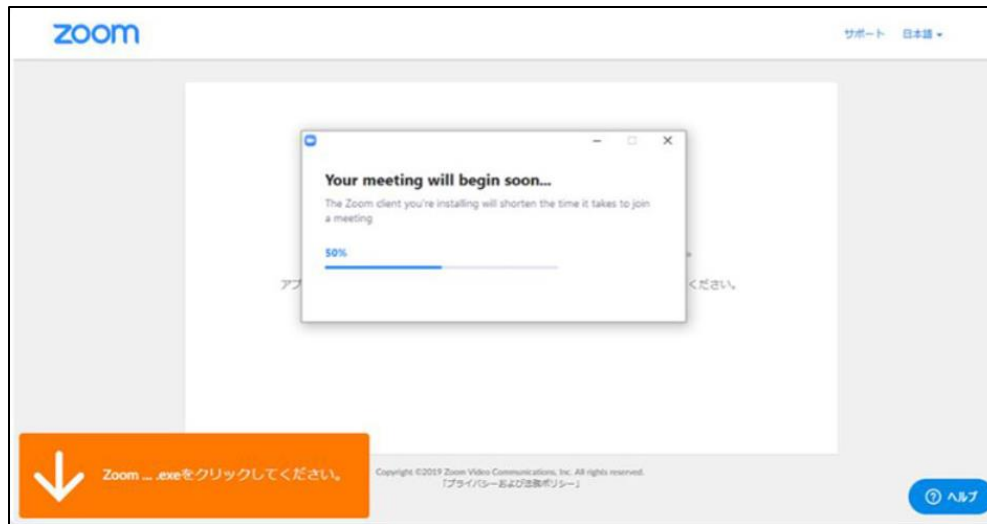 zoom
サポート 日本語
Your meeting will begin soon...
The Zoom client you're installing will shorten the time it takes to join
a meeting
50%
アプ
ください。
Zoom ... .exeをクリックしてください。
Copyright ©2019 Zoom Video Communications, Inc. All rights reserved.
「プライバシーおよび法務ポリシー」
ヘルプ